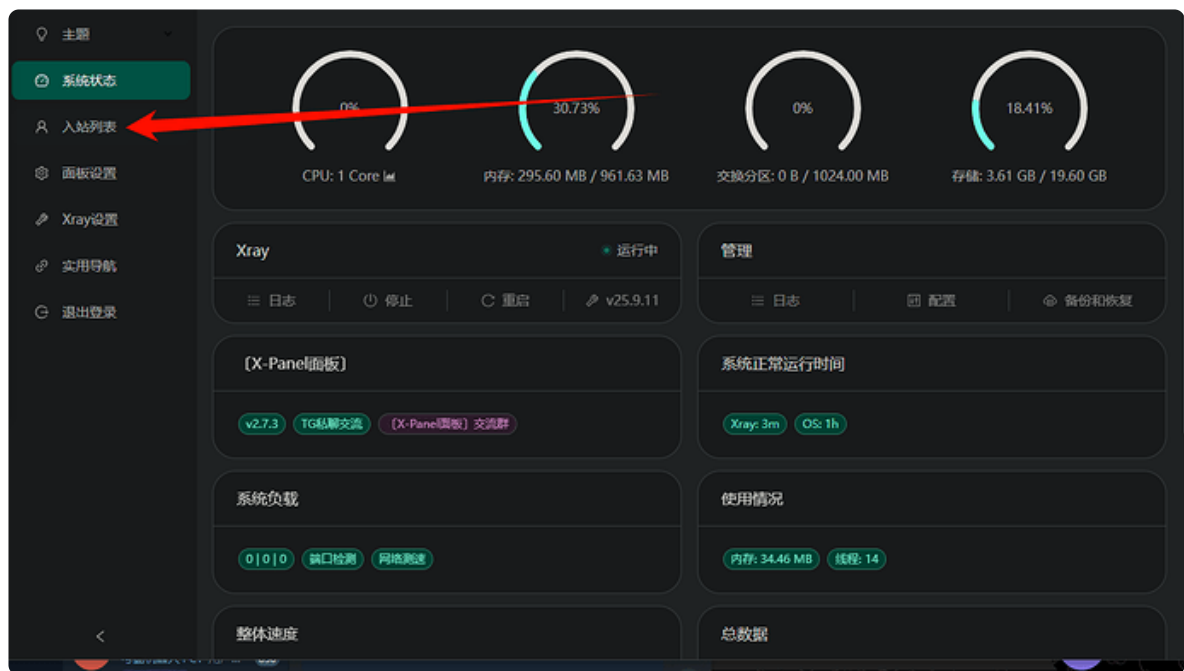 主题
系统状态
入站列表
面板设置
Xray设置
实用导航
退出登录
0%
30.73%
0%
18.41%
CPU: 1 Core
内存: 295.60 MB / 961.63 MB
交换分区: 0 B / 1024.00 MB
存储: 3.61 GB / 19.60 GB
Xray
运行中
日志
停止
重启
v25.9.11
管理
日志
配置
备份和恢复
〔X-Panel面板〕
v2.7.3
TG私聊交流
〔X-Panel面板〕交流群
系统正常运行时间
Xray: 3m
OS: 1h
系统负载
0 | 0 | 0
端口检测
网络测速
使用情况
内存: 34.46 MB
线程: 14
整体速度
总数据